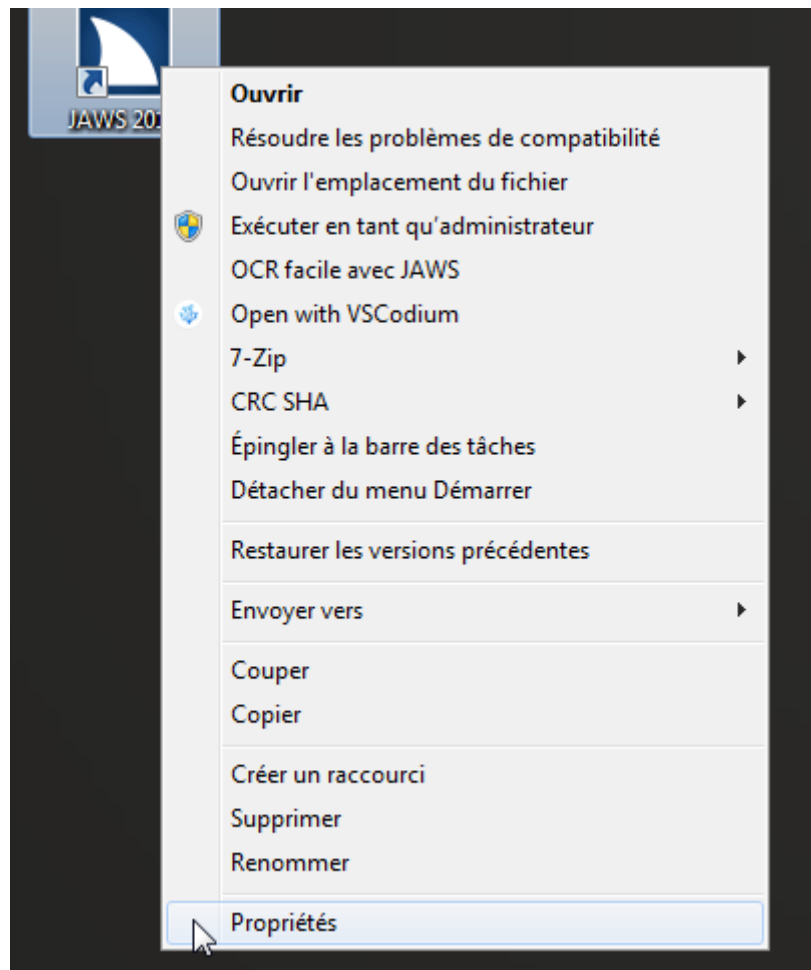 JAWS 201
Ouvrir
Résoudre les problèmes de compatibilité
Ouvrir l'emplacement du fichier
Exécuter en tant qu'administrateur
OCR facile avec JAWS
Open with VSCodium
7-Zip
CRC SHA
Épingler à la barre des tâches
Détacher du menu Démarrer
Restaurer les versions précédentes
Envoyer vers
Couper
Copier
Créer un raccourci
Supprimer
Renommer
Propriétés